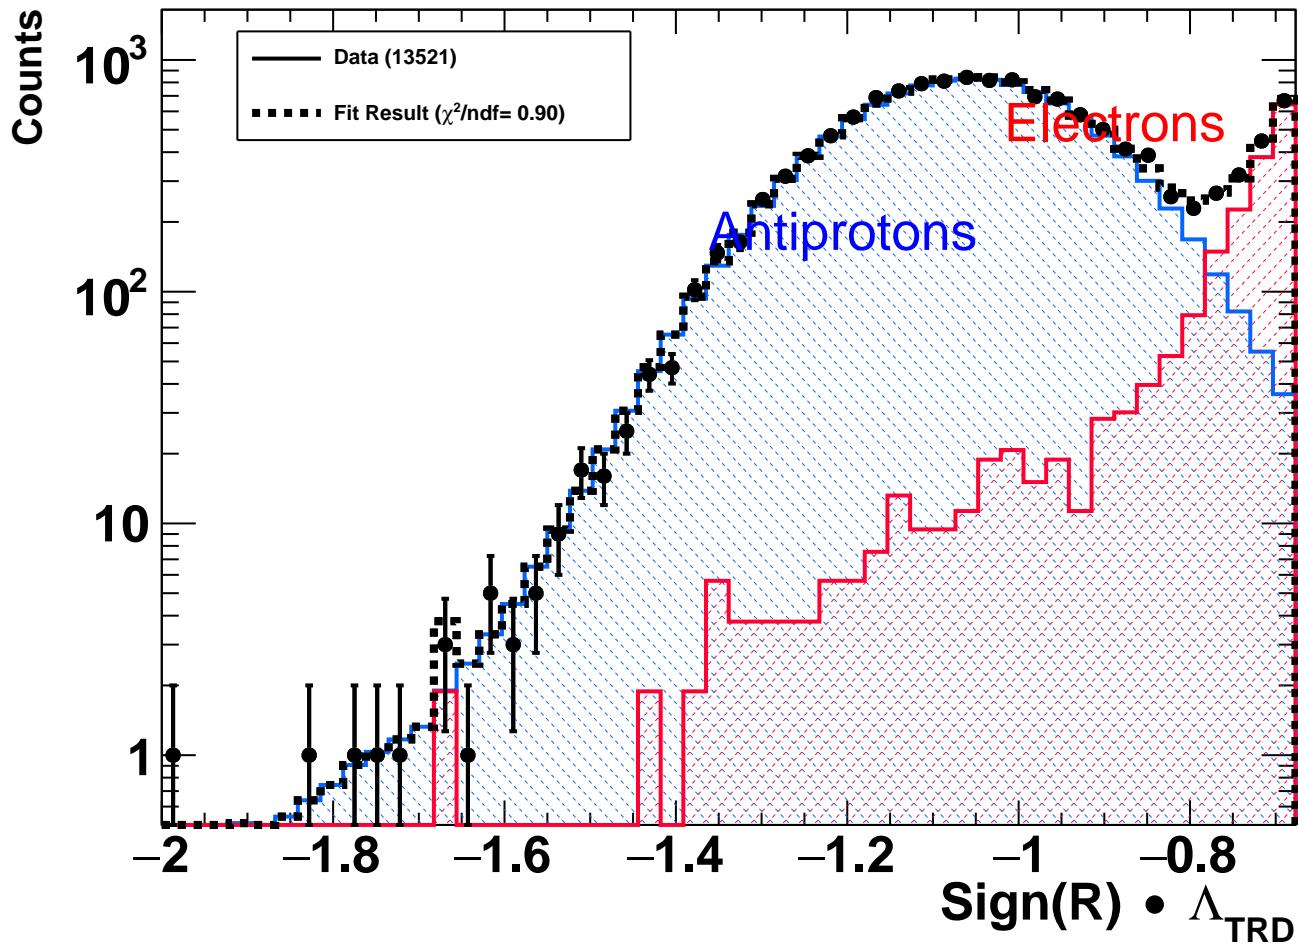 Counts
10³
10²
10
1
Data (13521)
Fit Result (χ²/ndf= 0.90)
Electrons
Antiprotons
−2 −1.8 −1.6 −1.4 −1.2 −1 −0.8
Sign(R) • Λ_TRD